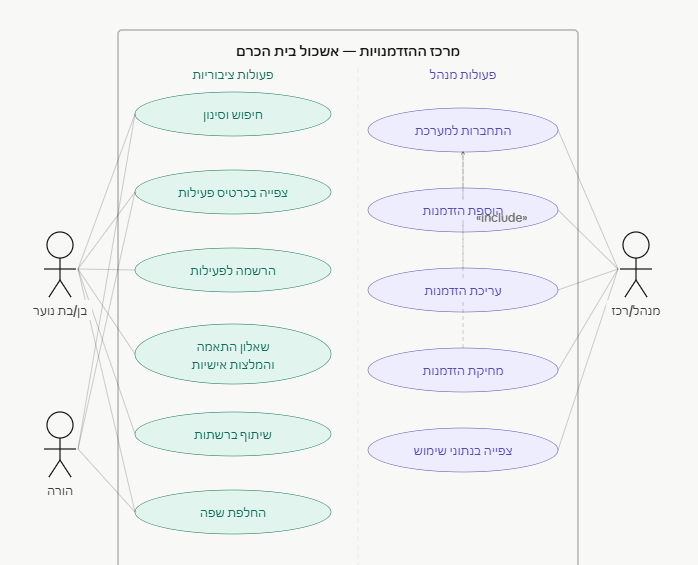 מרכז ההזדמנויות — אשכול בית הכרם
פעולות מנהל
פעולות ציבוריות
התחברות למערכת
הוספת הזדמנות
«include»
עריכת הזדמנות
מחיקת הזדמנות
צפייה בנתוני שימוש
מנהל/רכז
חיפוש וסינון
צפייה בכרטיס פעילות
הרשמה לפעילות
שאלון התאמה
והמלצות אישיות
שיתוף ברשתות
החלפת שפה
בן/בת נוער
הורה